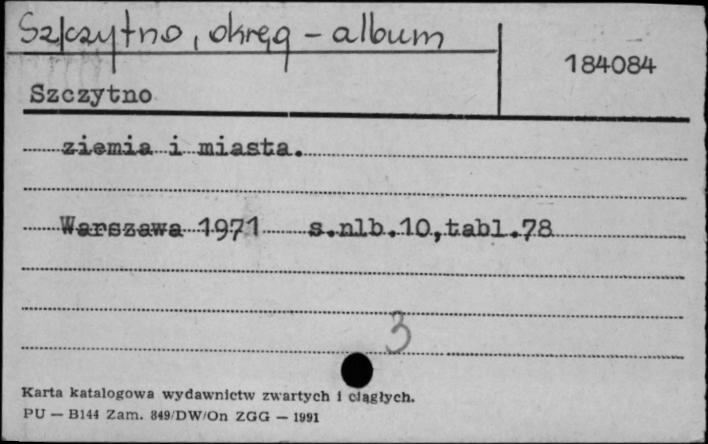 Szczytno, okręg - album
184084
Szczytno
ziemia i miasta.
Warszawa 1971 s.nlb.10,tabl.78
3
Karta katalogowa wydawnictw zwartych i ciągłych.
PU — B144 Zam. 849/DW/On ZGG — 1991